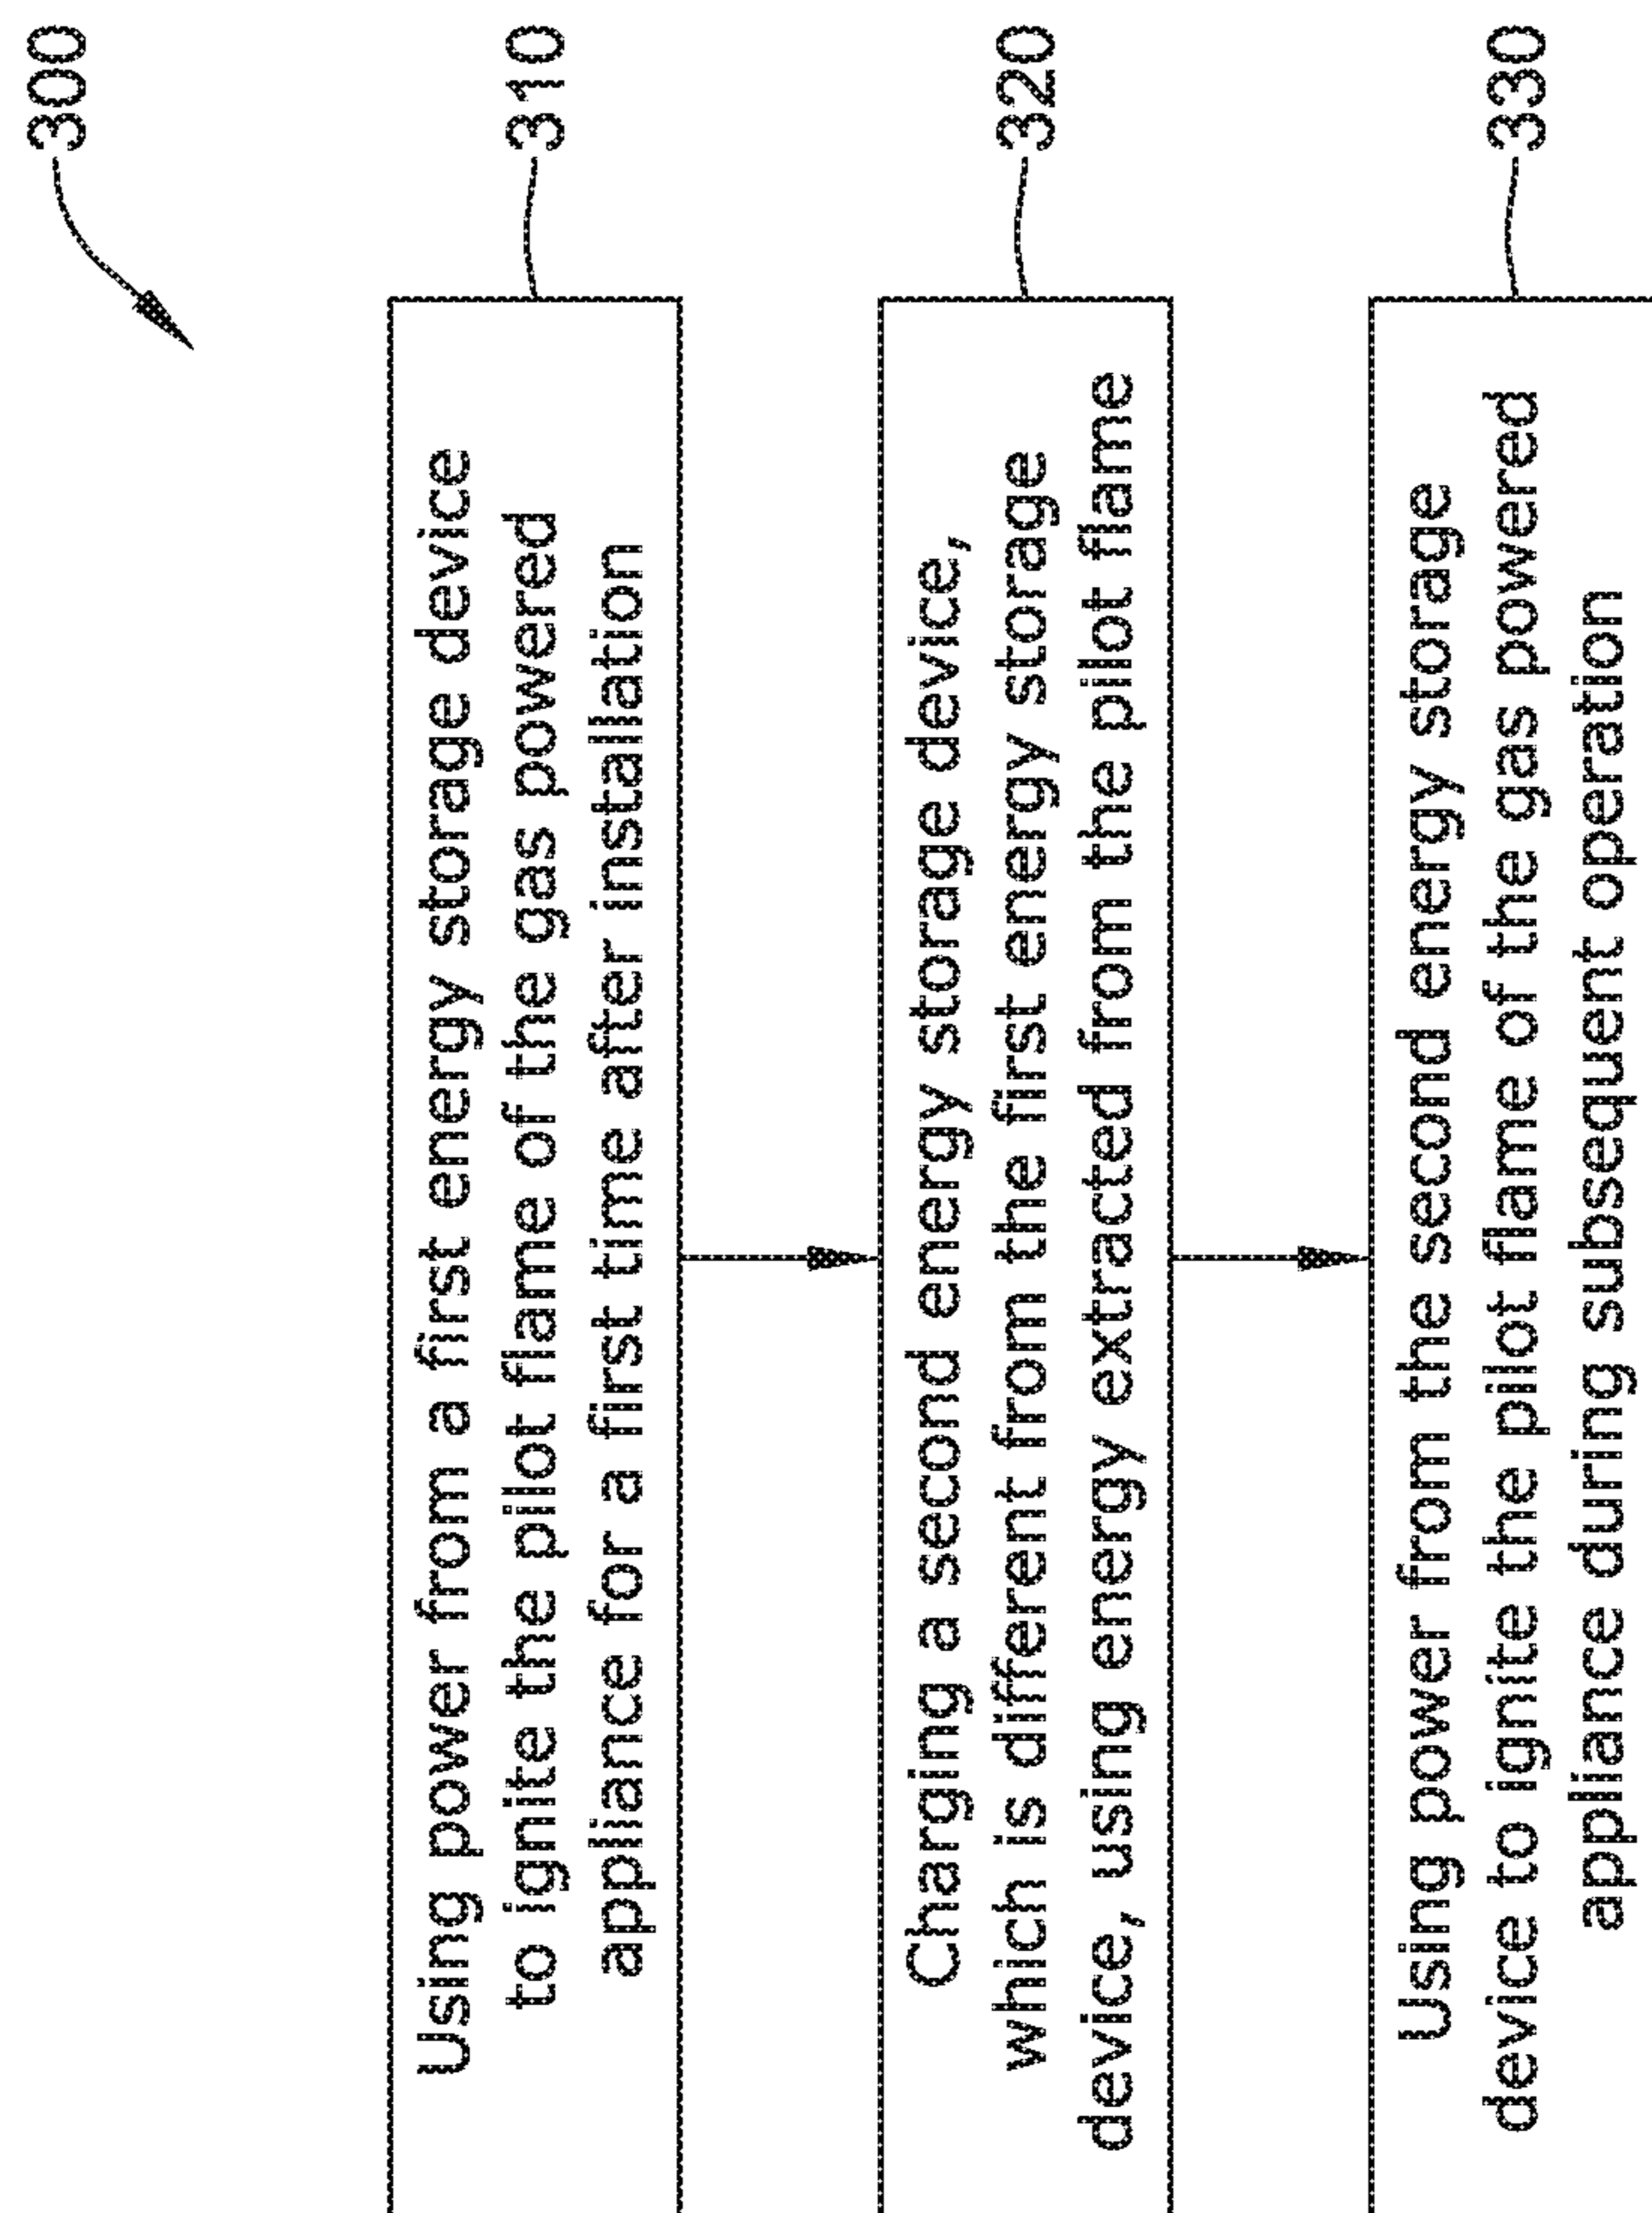 300
Using power from a first energy storage device
to ignite the pilot flame of the gas powered
appliance for a first time after installation
310
Charging a second energy storage device,
which is different from the first energy storage
device, using energy extracted from the pilot flame
320
Using power from the second energy storage
device to ignite the pilot flame of the gas powered
appliance during subsequent operation
330